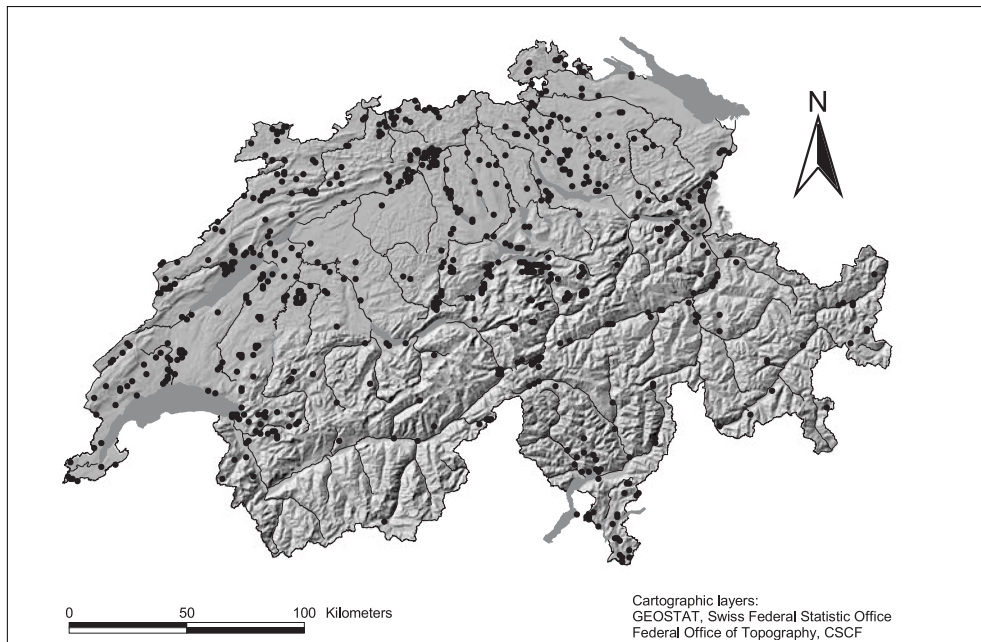 N
0 50 100 Kilometers
Cartographic layers:
GEOSTAT, Swiss Federal Statistic Office
Federal Office of Topography, CSCF